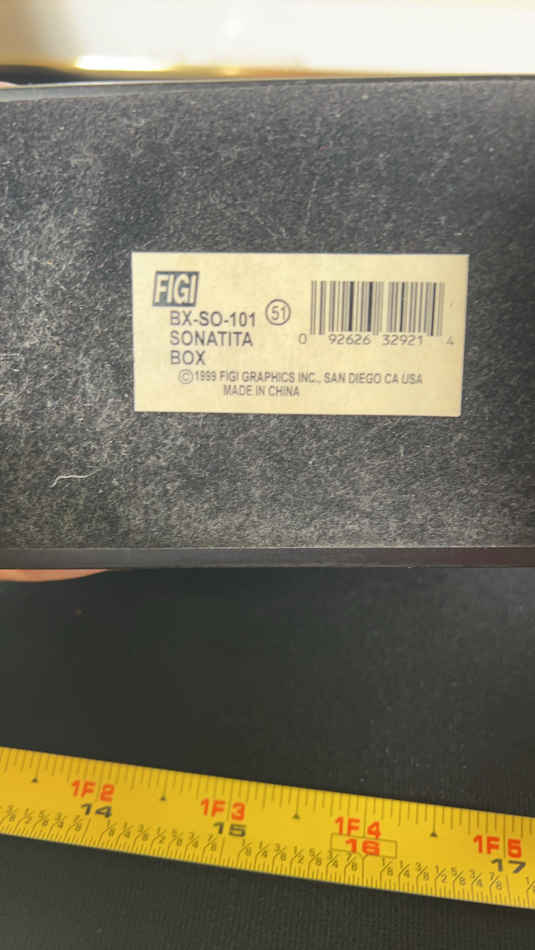 FIGI
BX-SO-101 51
SONATITA
BOX
0 92626 32921 4
©1999 FIGI GRAPHICS INC., SAN DIEGO CA USA
MADE IN CHINA
1F2 1F3 1F4 1F5
14 15 16 17